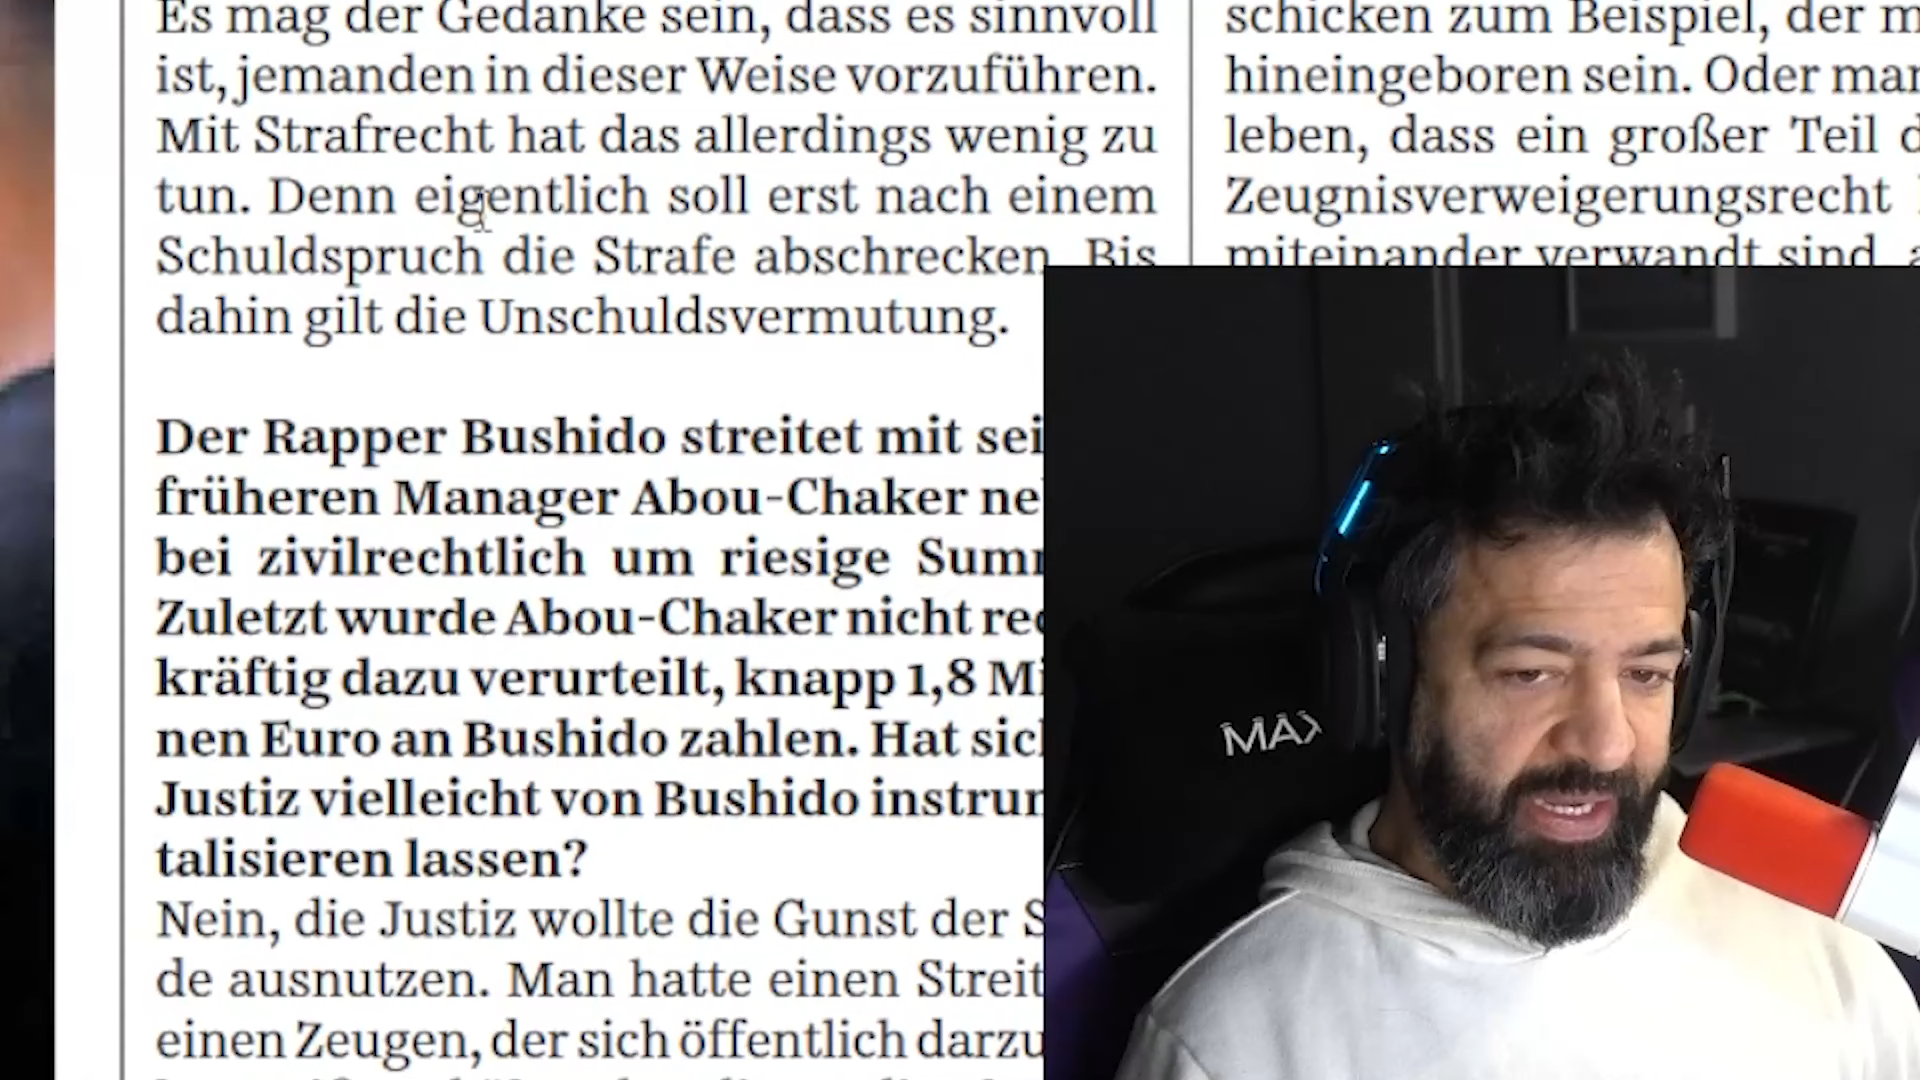 Es mag der Gedanke sein, dass es sinnvoll
ist, jemanden in dieser Weise vorzuführen.
Mit Strafrecht hat das allerdings wenig zu
tun. Denn eigentlich soll erst nach einem
Schuldspruch die Strafe abschrecken. Bis
dahin gilt die Unschuldsvermutung.
Der Rapper Bushido streitet mit sei
früheren Manager Abou-Chaker ne
bei zivilrechtlich um riesige Sum
Zuletzt wurde Abou-Chaker nicht rec
kräftig dazu verurteilt, knapp 1,8 Mi
nen Euro an Bushido zahlen. Hat sic
Justiz vielleicht von Bushido instru
talisieren lassen?
Nein, die Justiz wollte die Gunst der S
de ausnutzen. Man hatte einen Streit
einen Zeugen, der sich öffentlich darzu
schicken zum Beispiel, der m
hineingeboren sein. Oder man
leben, dass ein großer Teil d
Zeugnisverweigerungsrecht
miteinander verwandt sind, a
MAX